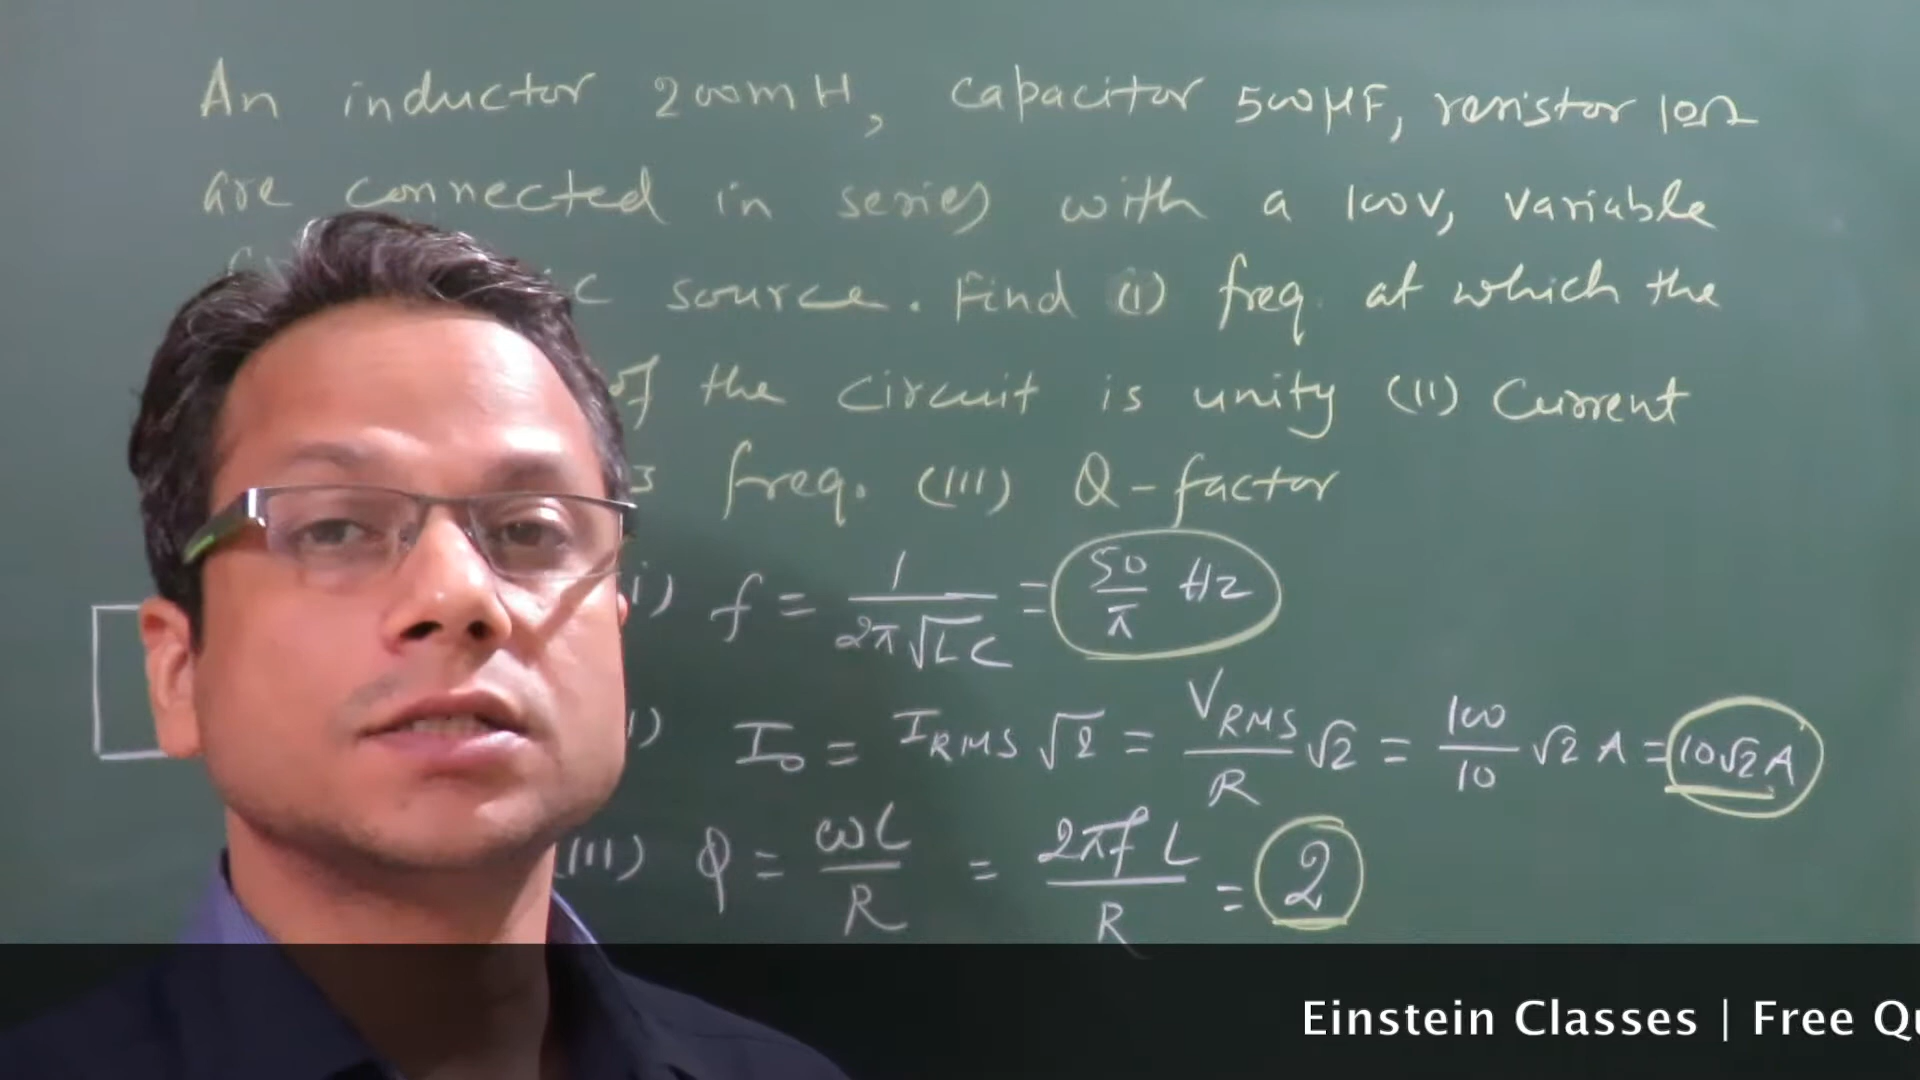 An inductor 200mH, capacitor 500μF, resistor 10Ω
are connected in series with a 100V, variable
source. Find (i) freq. at which the
of the circuit is unity (II) Current
freq. (III) Q-factor
i) f = 1 / 2π√LC = 50/π Hz
) I₀ = I_RMS √2 = V_RMS/R √2 = 100/10 √2 A = 10√2 A
(III) Q = ωL/R = 2πfL/R = 2
Einstein Classes | Free Qu